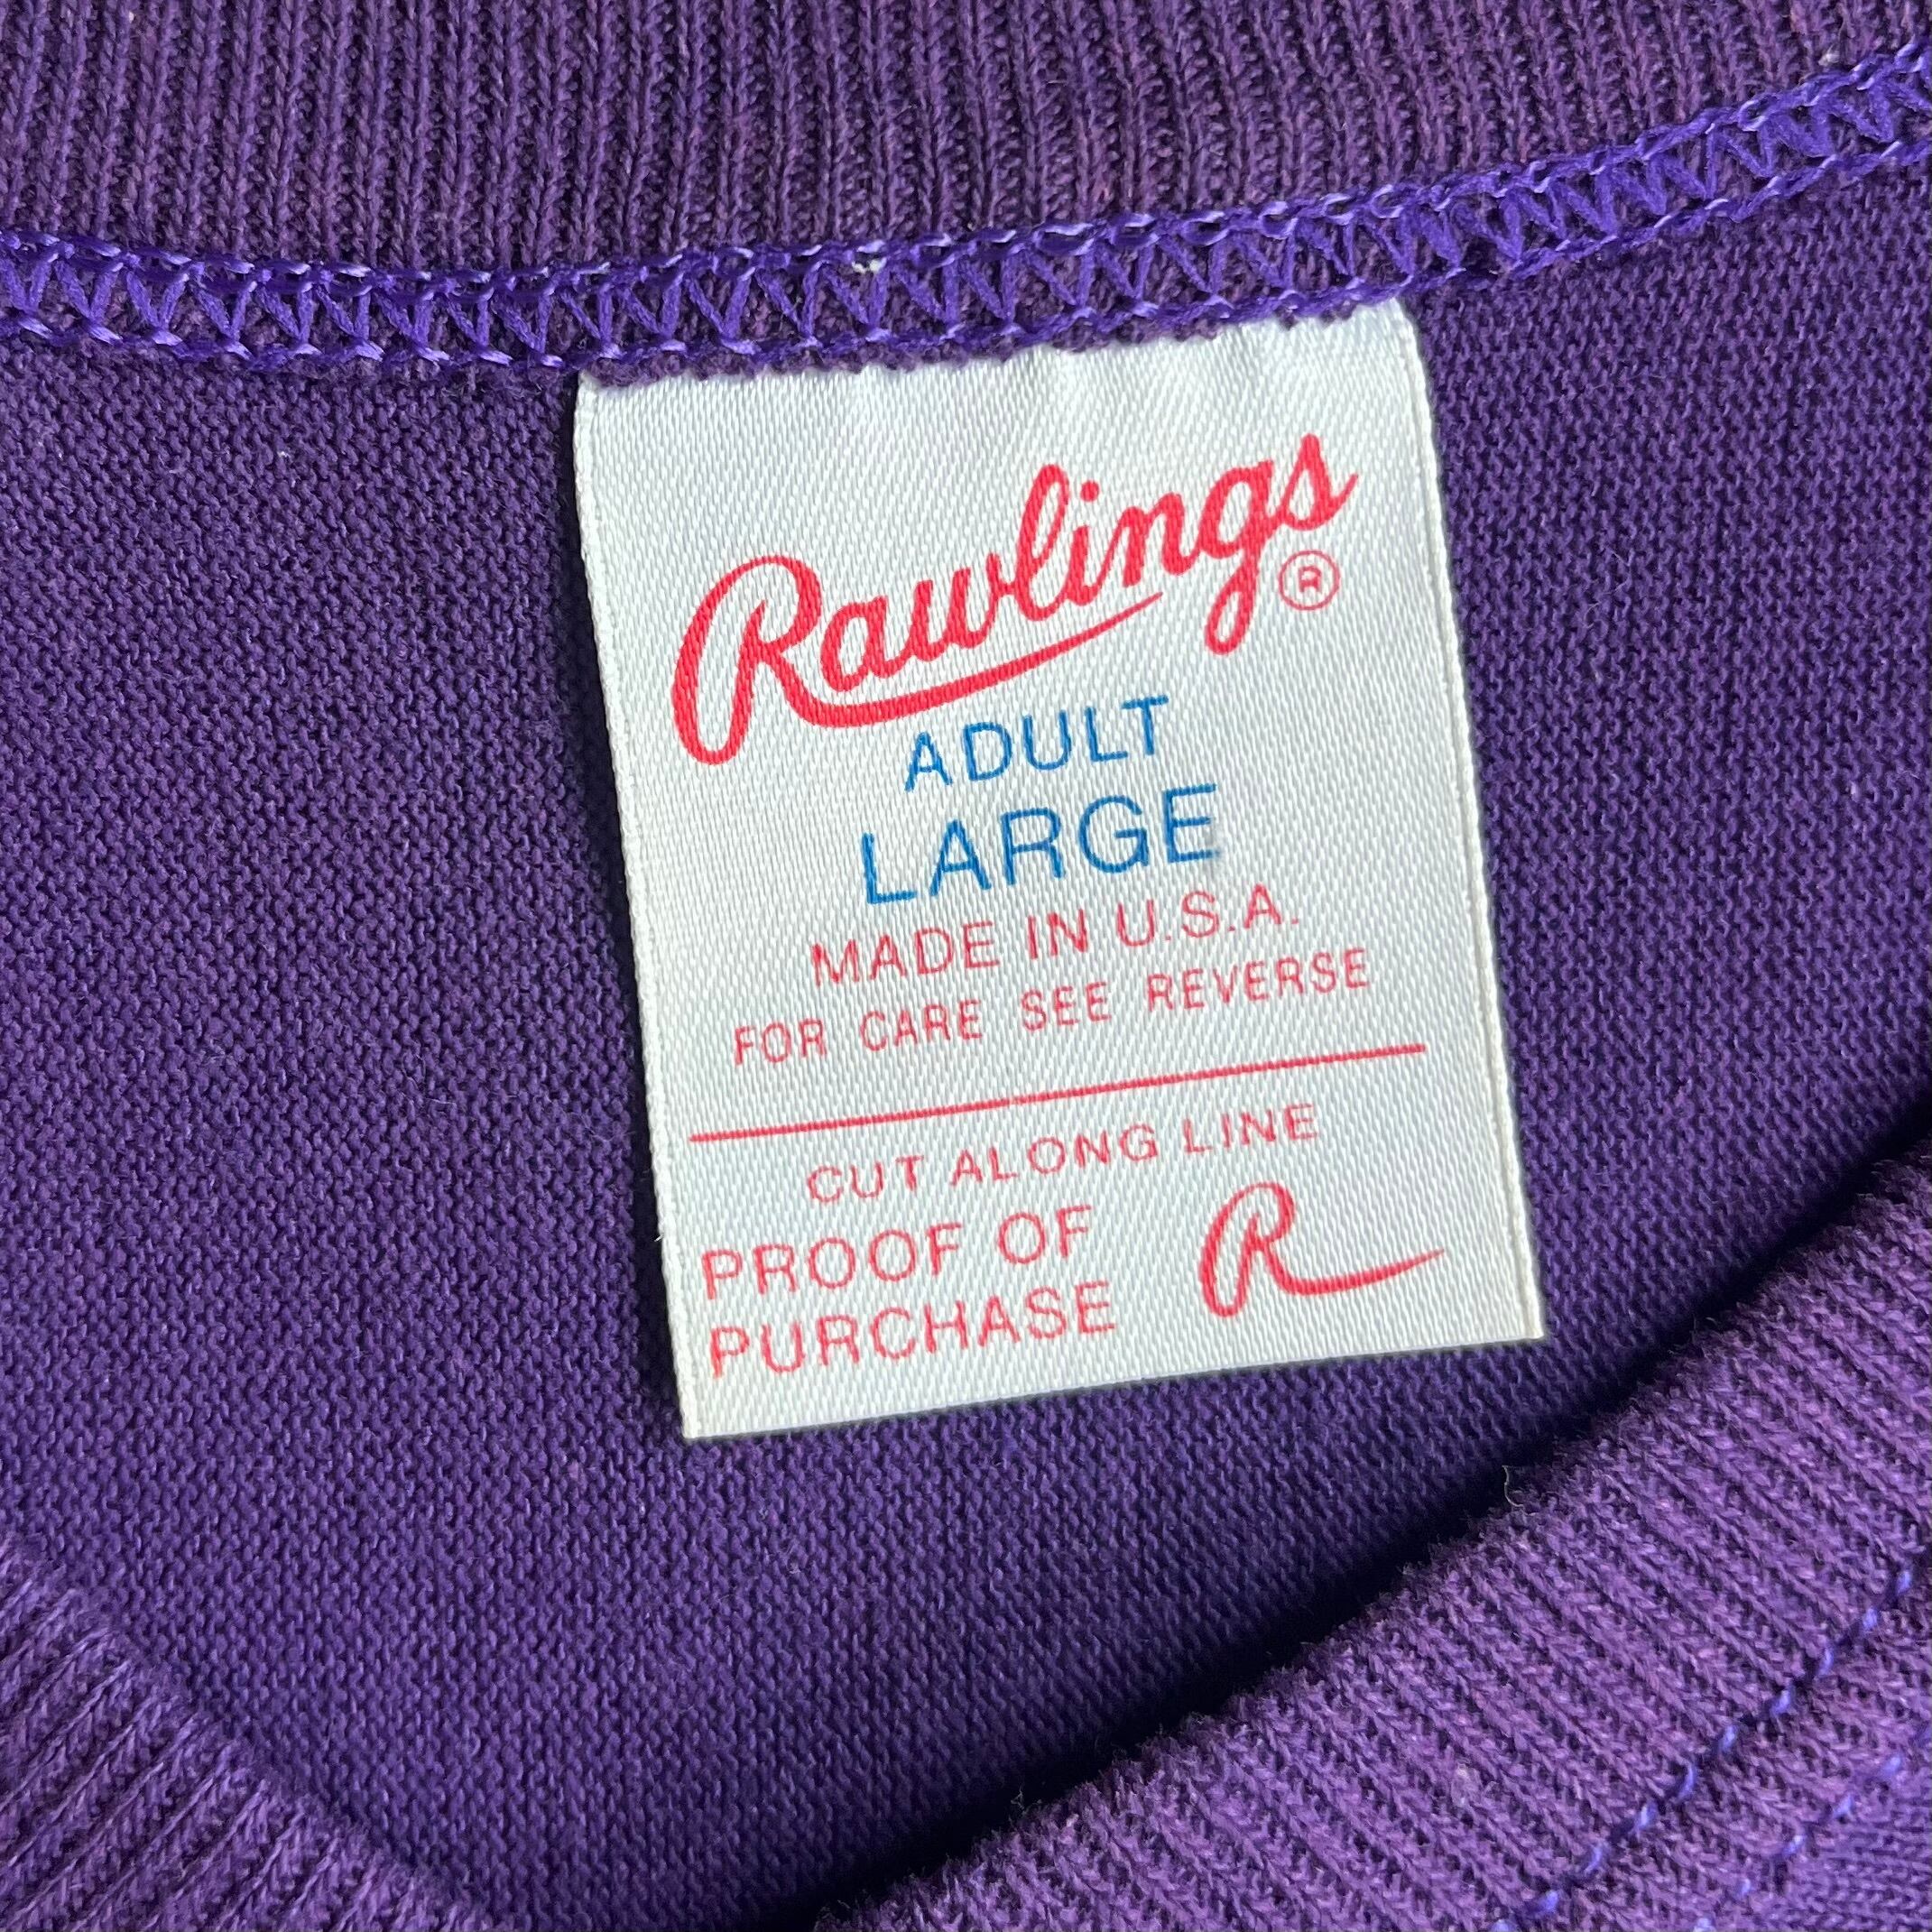 Rawlings®
ADULT
LARGE
MADE IN U.S.A.
FOR CARE SEE REVERSE
CUT ALONG LINE
PROOF OF
PURCHASE R